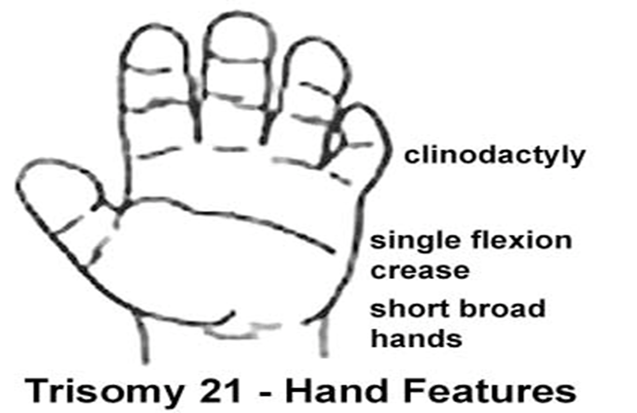 clinodactyly
single flexion
crease
short broad
hands
Trisomy 21 - Hand Features